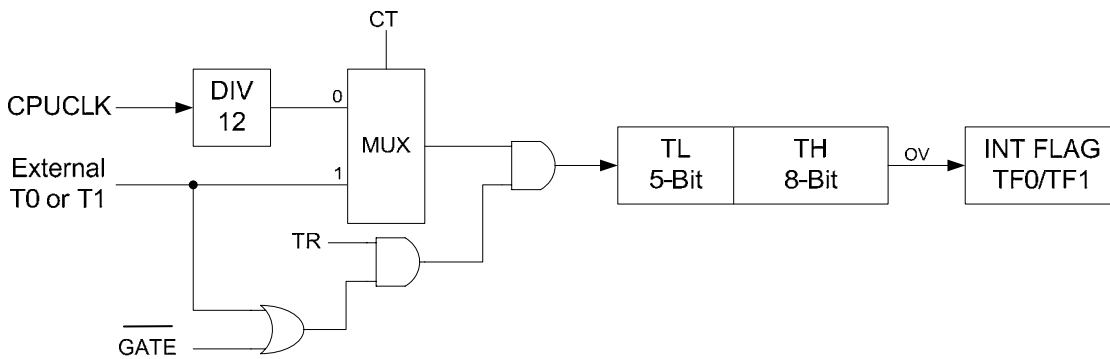 CT
CPUCLK
DIV
12
0
MUX
External
T0 or T1
1
TL
5-Bit
TH
8-Bit
OV
INT FLAG
TF0/TF1
TR
GATE